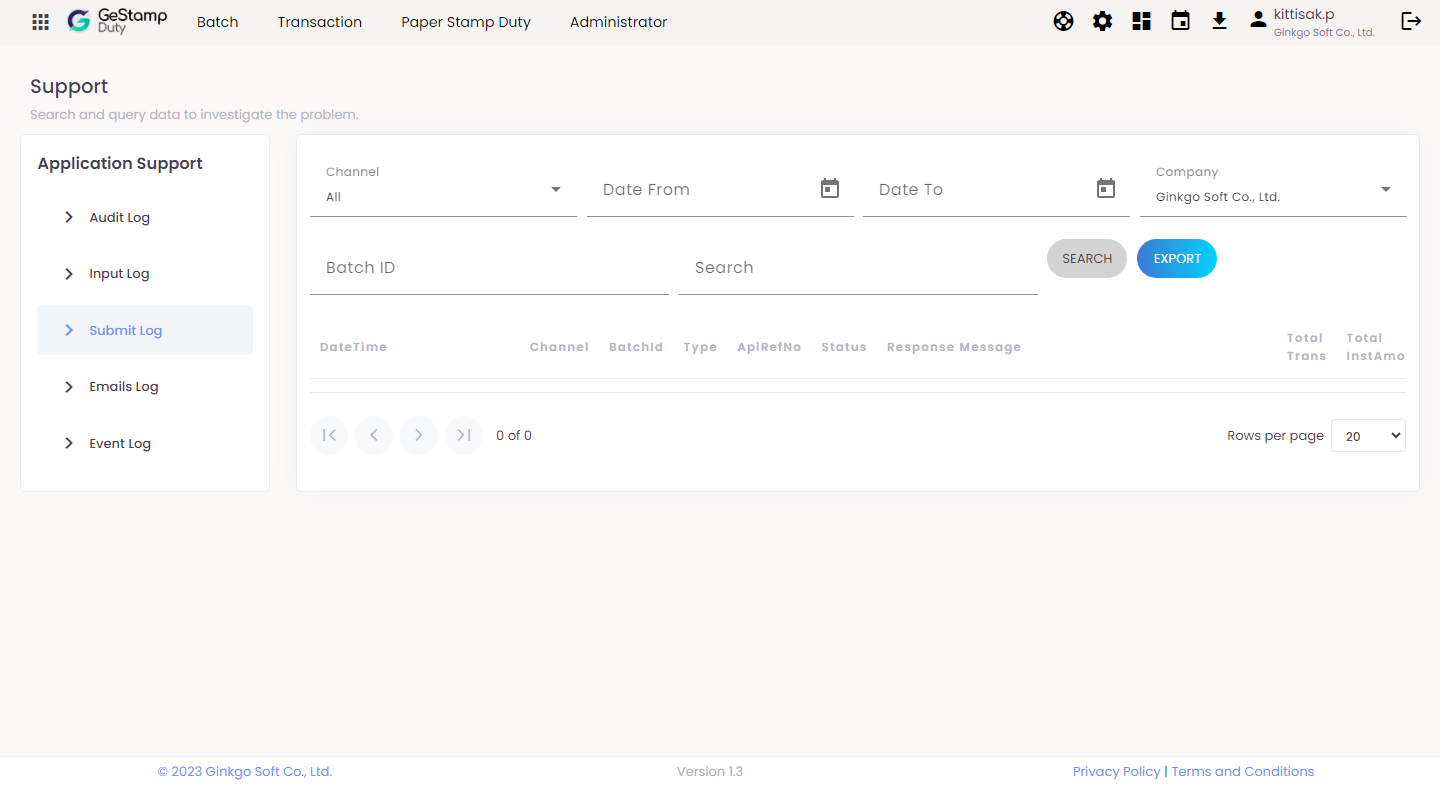 GeStamp
Duty
Batch
Transaction
Paper Stamp Duty
Administrator
kittisak.p
Ginkgo Soft Co., Ltd.
Support
Search and query data to investigate the problem.
Application Support
Audit Log
Input Log
Submit Log
Emails Log
Event Log
Channel
All
Date From
Date To
Company
Ginkgo Soft Co., Ltd.
Batch ID
Search
SEARCH
EXPORT
DateTime
Channel
BatchId
Type
ApiRefNo
Status
Response Message
Total
Trans
Total
InstAmo
0 of 0
Rows per page
20
© 2023 Ginkgo Soft Co., Ltd.
Version 1.3
Privacy Policy | Terms and Conditions